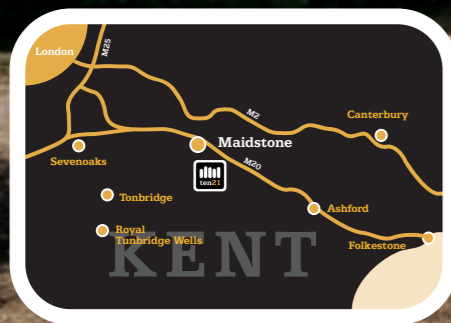 London
M25
M2
Canterbury
Maidstone
M20
Sevenoaks
ten21
Tonbridge
Ashford
Royal
Tunbridge Wells
Folkestone
KENT